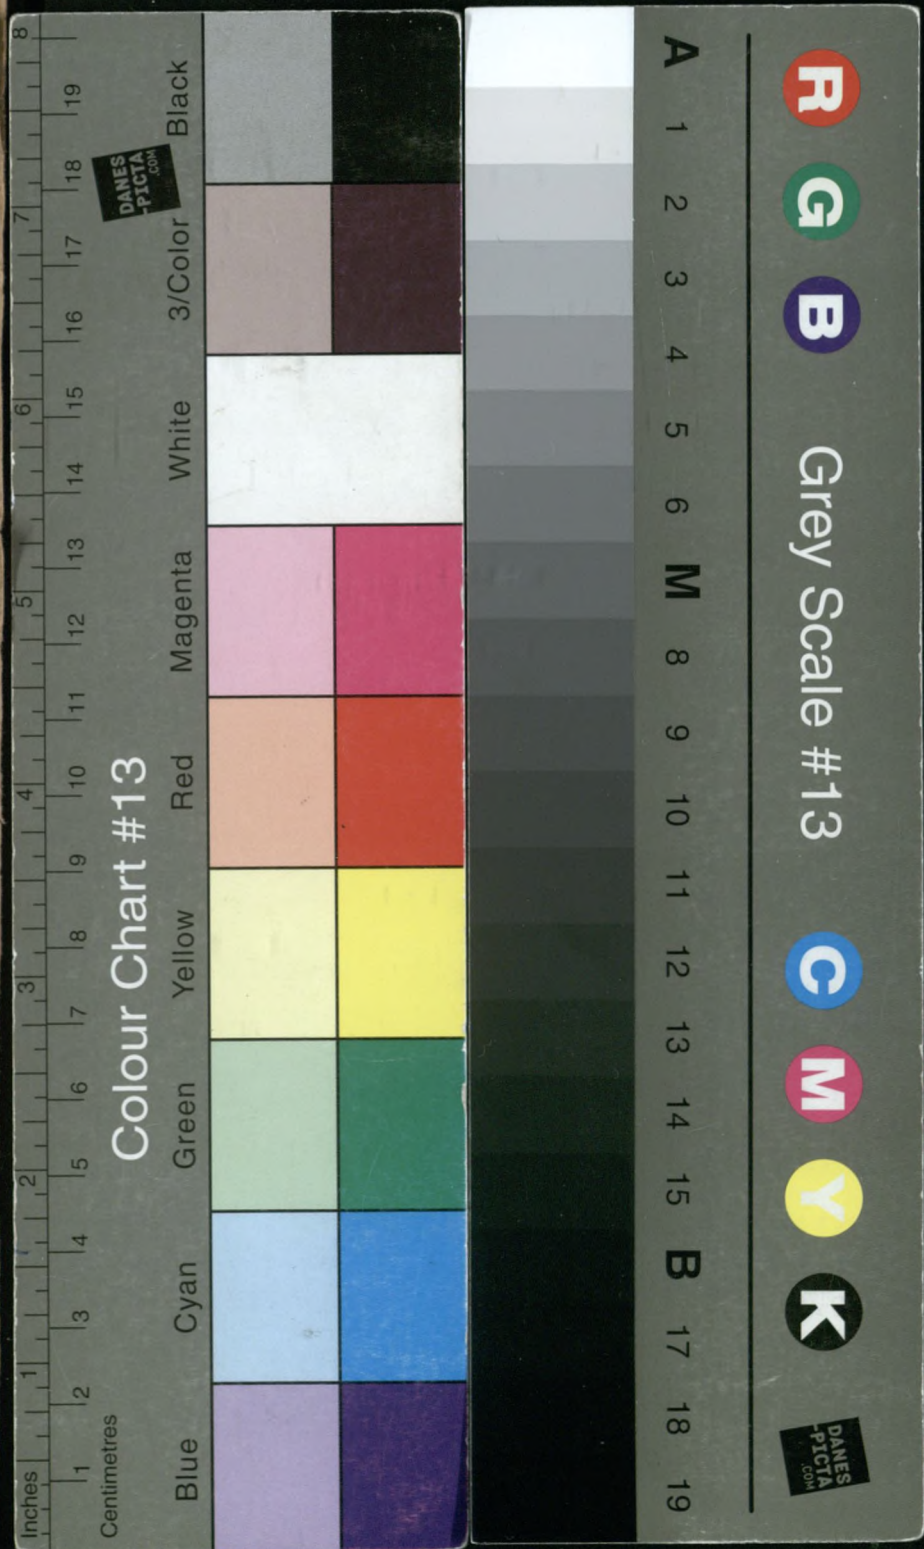 Colour Chart #13
Inches
1 2 3 4 5 6 7 8
Centimetres
1 2 3 4 5 6 7 8 9 10 11 12 13 14 15 16 17 18 19
Blue Cyan Green Yellow Red Magenta White 3/Color Black
DANES
-PICTA
.COM
R G B Grey Scale #13 C M Y K
DANES
-PICTA
.COM
A 1 2 3 4 5 6 M 8 9 10 11 12 13 14 15 B 17 18 19